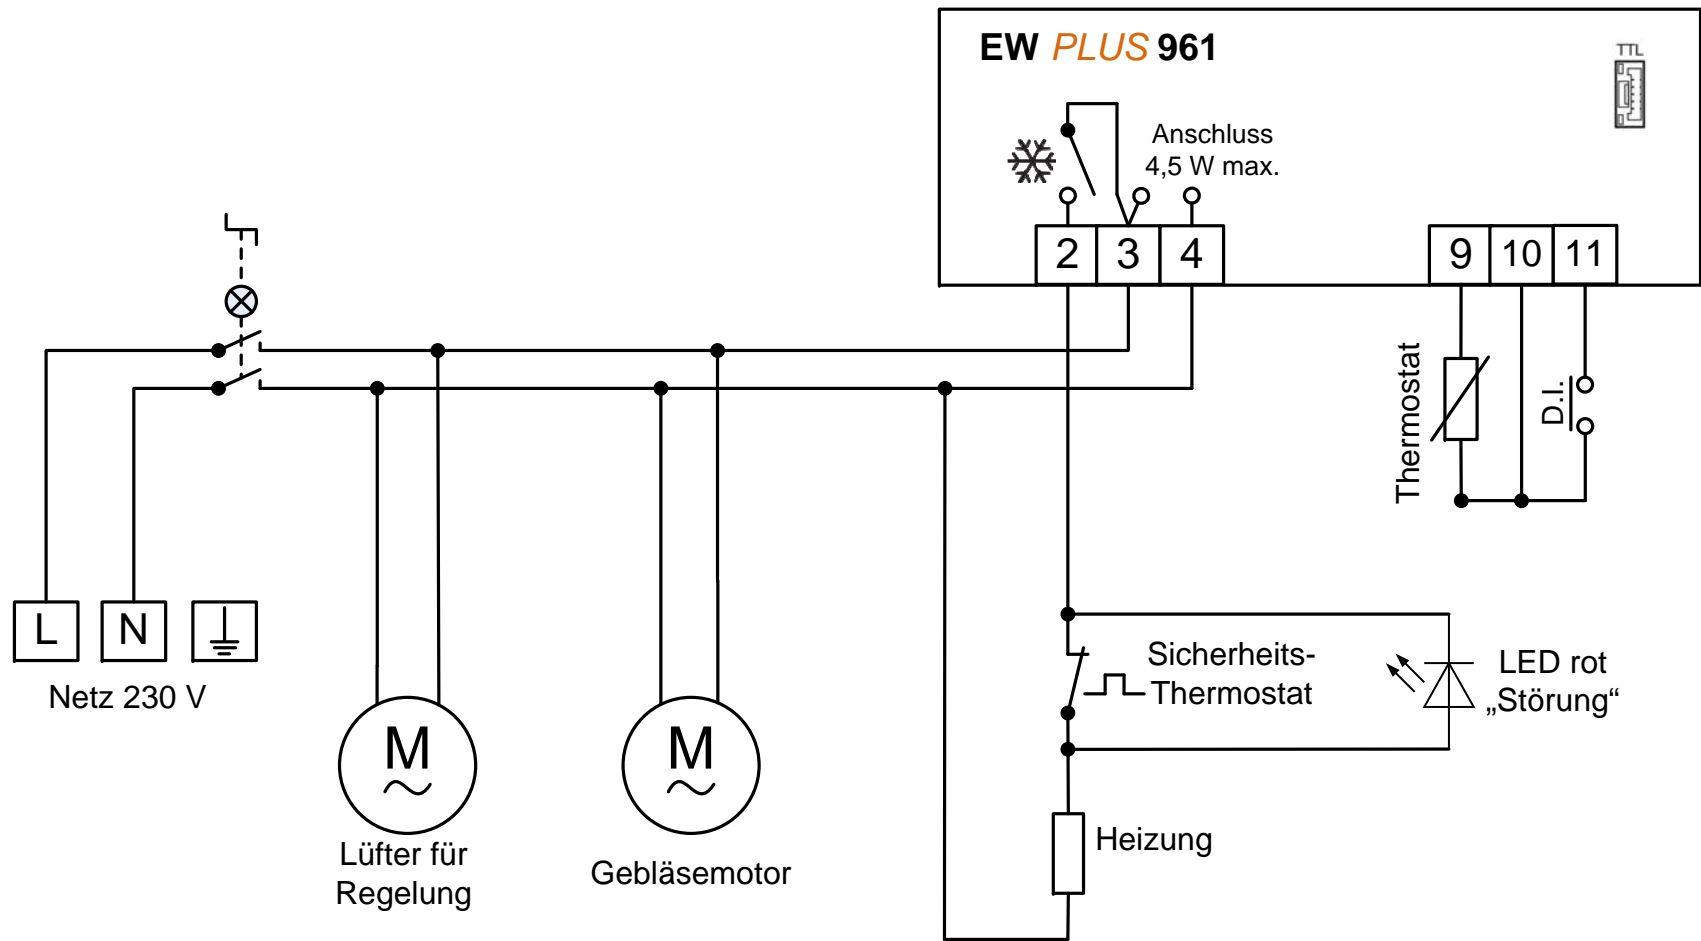 EW PLUS 961
TTL
Anschluss
4,5 W max.
2 3 4
9 10 11
Thermostat
D.I.
L N
Netz 230 V
M
Lüfter für
Regelung
M
Gebläsemotor
Sicherheits-
Thermostat
LED rot
„Störung“
Heizung